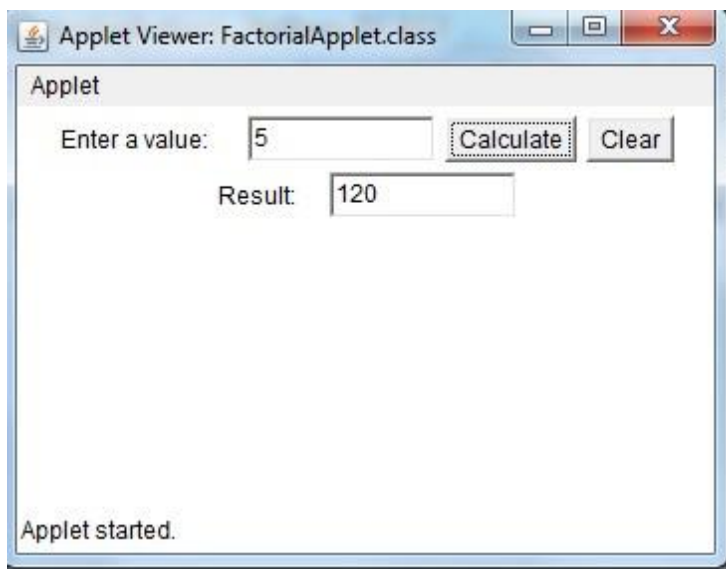 Applet Viewer: FactorialApplet.class
Applet
Enter a value: 5 Calculate Clear
Result: 120
Applet started.